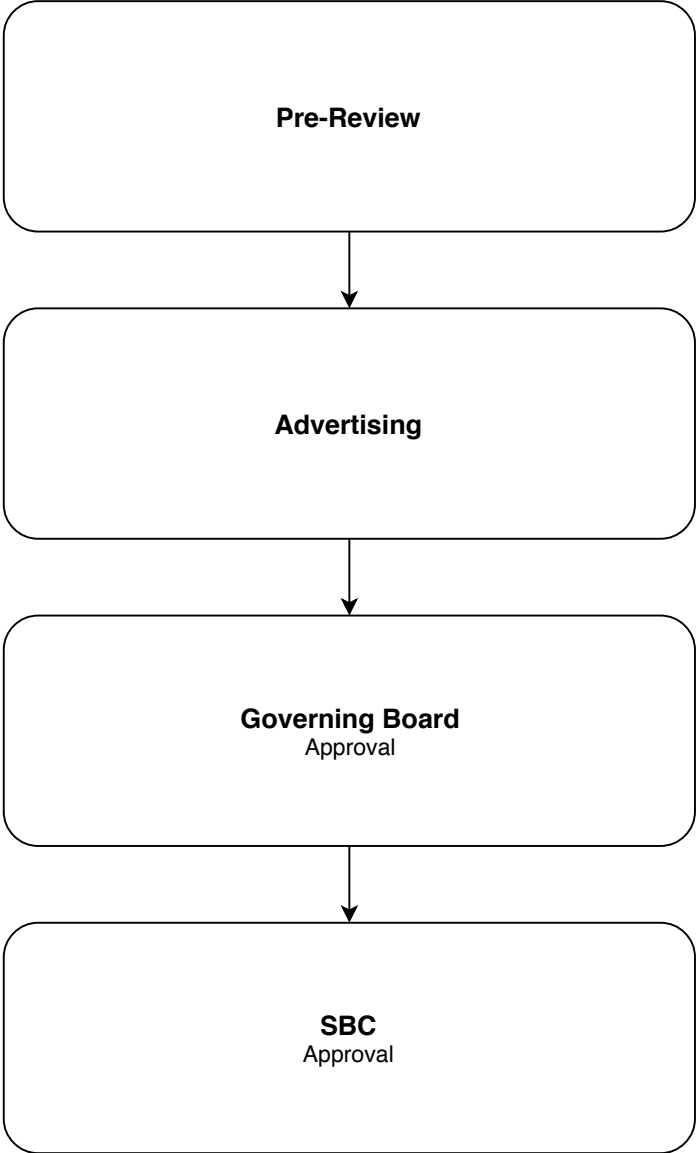 Pre-Review
Advertising
Governing Board
Approval
SBC
Approval